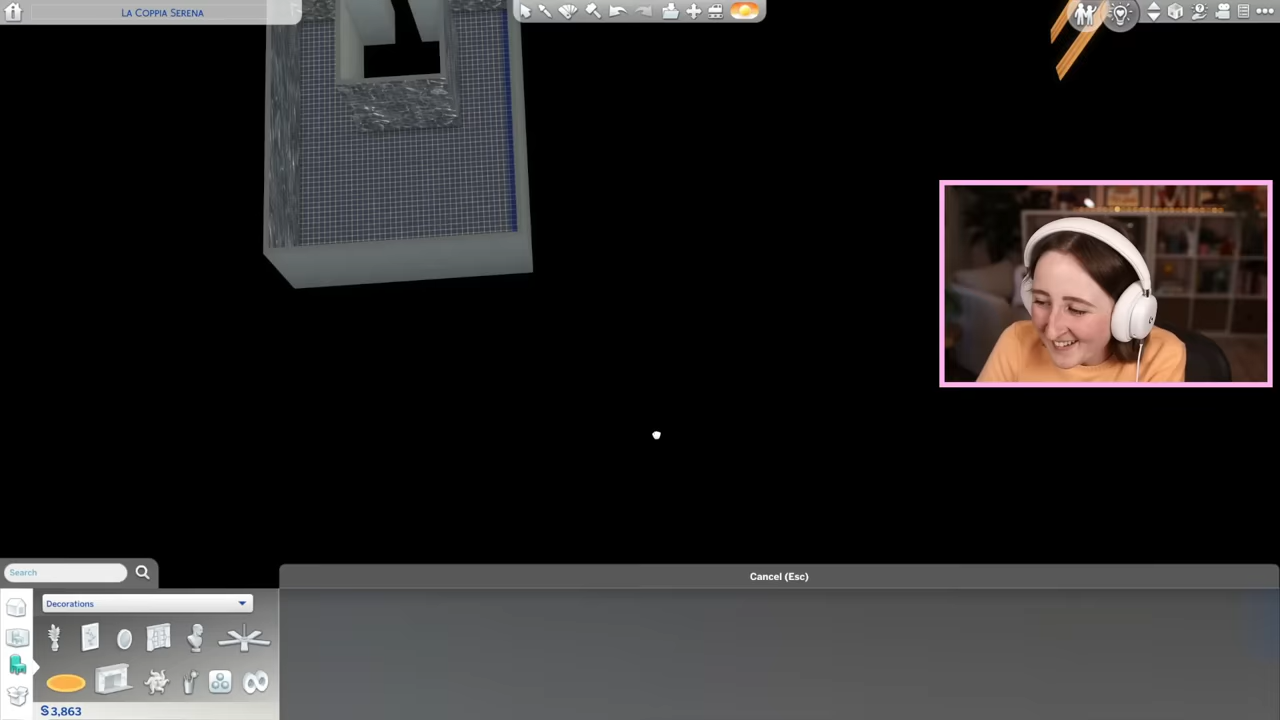 LA COPPIA SERENA
Cancel (Esc)
Search
Decorations
§3,863